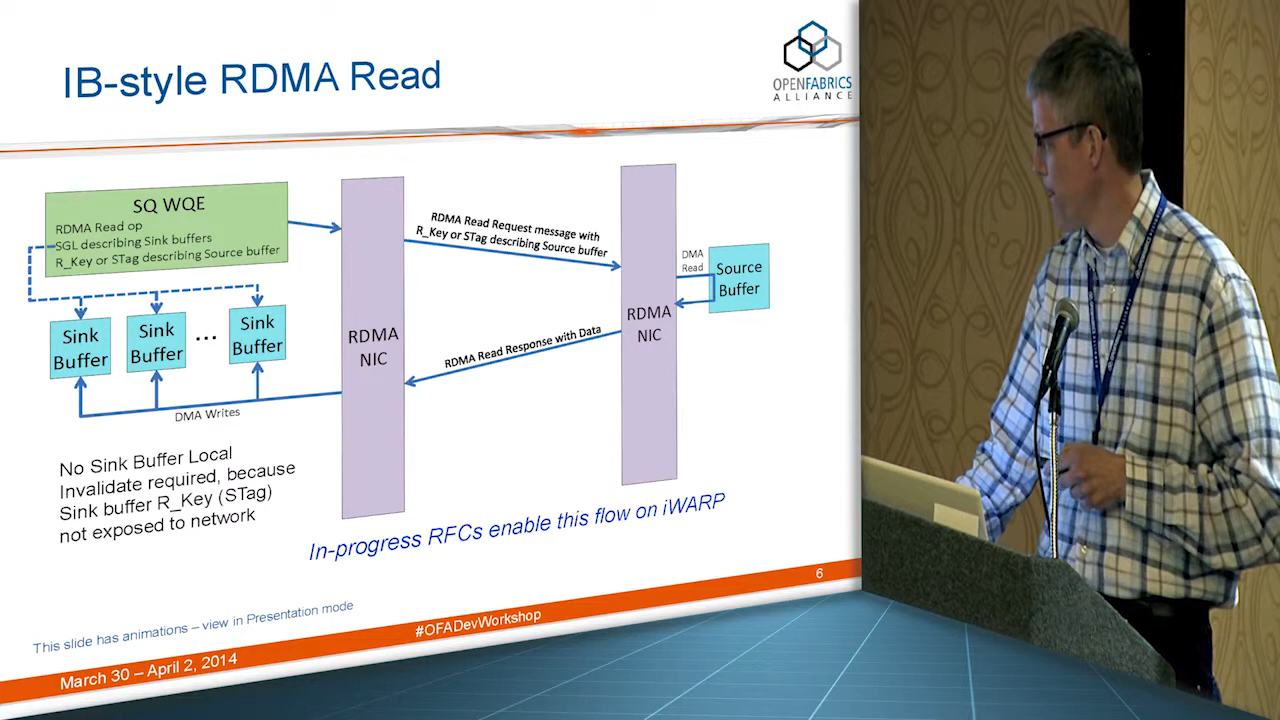 IB-style RDMA Read
OPENFABRICS
ALLIANCE
SQ WQE
RDMA Read op
SGL describing Sink buffers
R_Key or STag describing Source buffer
Sink
Buffer
Sink
Buffer
...
Sink
Buffer
DMA Writes
RDMA
NIC
RDMA Read Request message with
R_Key or STag describing Source buffer
RDMA Read Response with Data
RDMA
NIC
DMA
Read
Source
Buffer
No Sink Buffer Local
Invalidate required, because
Sink buffer R_Key (STag)
not exposed to network
In-progress RFCs enable this flow on iWARP
6
This slide has animations – view in Presentation mode
#OFADevWorkshop
March 30 – April 2, 2014